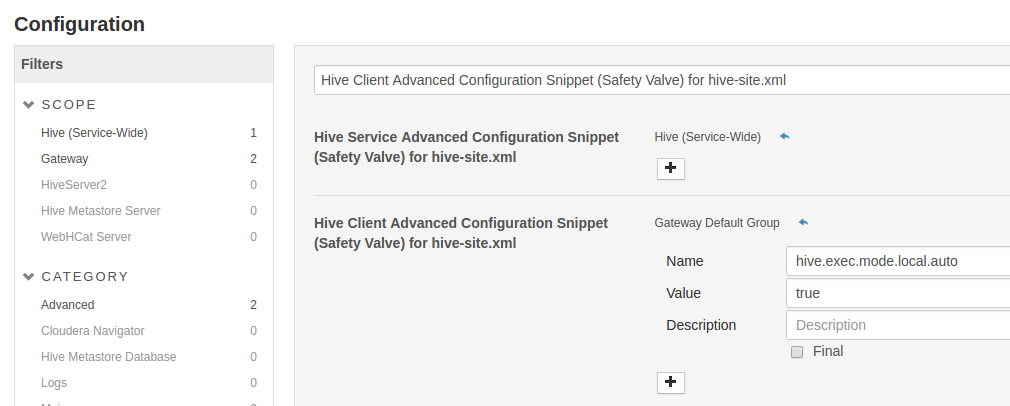 Configuration
Filters
SCOPE
Hive (Service-Wide) 1
Gateway 2
HiveServer2 0
Hive Metastore Server 0
WebHCat Server 0
CATEGORY
Advanced 2
Cloudera Navigator 0
Hive Metastore Database 0
Logs 0
Hive Client Advanced Configuration Snippet (Safety Valve) for hive-site.xml
Hive Service Advanced Configuration Snippet
(Safety Valve) for hive-site.xml
Hive (Service-Wide)
Hive Client Advanced Configuration Snippet
(Safety Valve) for hive-site.xml
Gateway Default Group
Name hive.exec.mode.local.auto
Value true
Description Description
Final